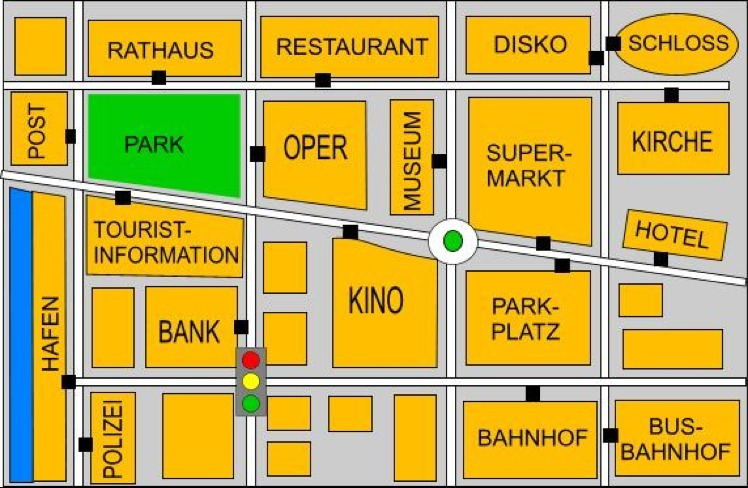 RATHAUS
RESTAURANT
DISKO
SCHLOSS
POST
PARK
OPER
MUSEUM
SUPER-
MARKT
KIRCHE
TOURIST-
INFORMATION
HOTEL
HAFEN
BANK
KINO
PARK-
PLATZ
POLIZEI
BAHNHOF
BUS-
BAHNHOF